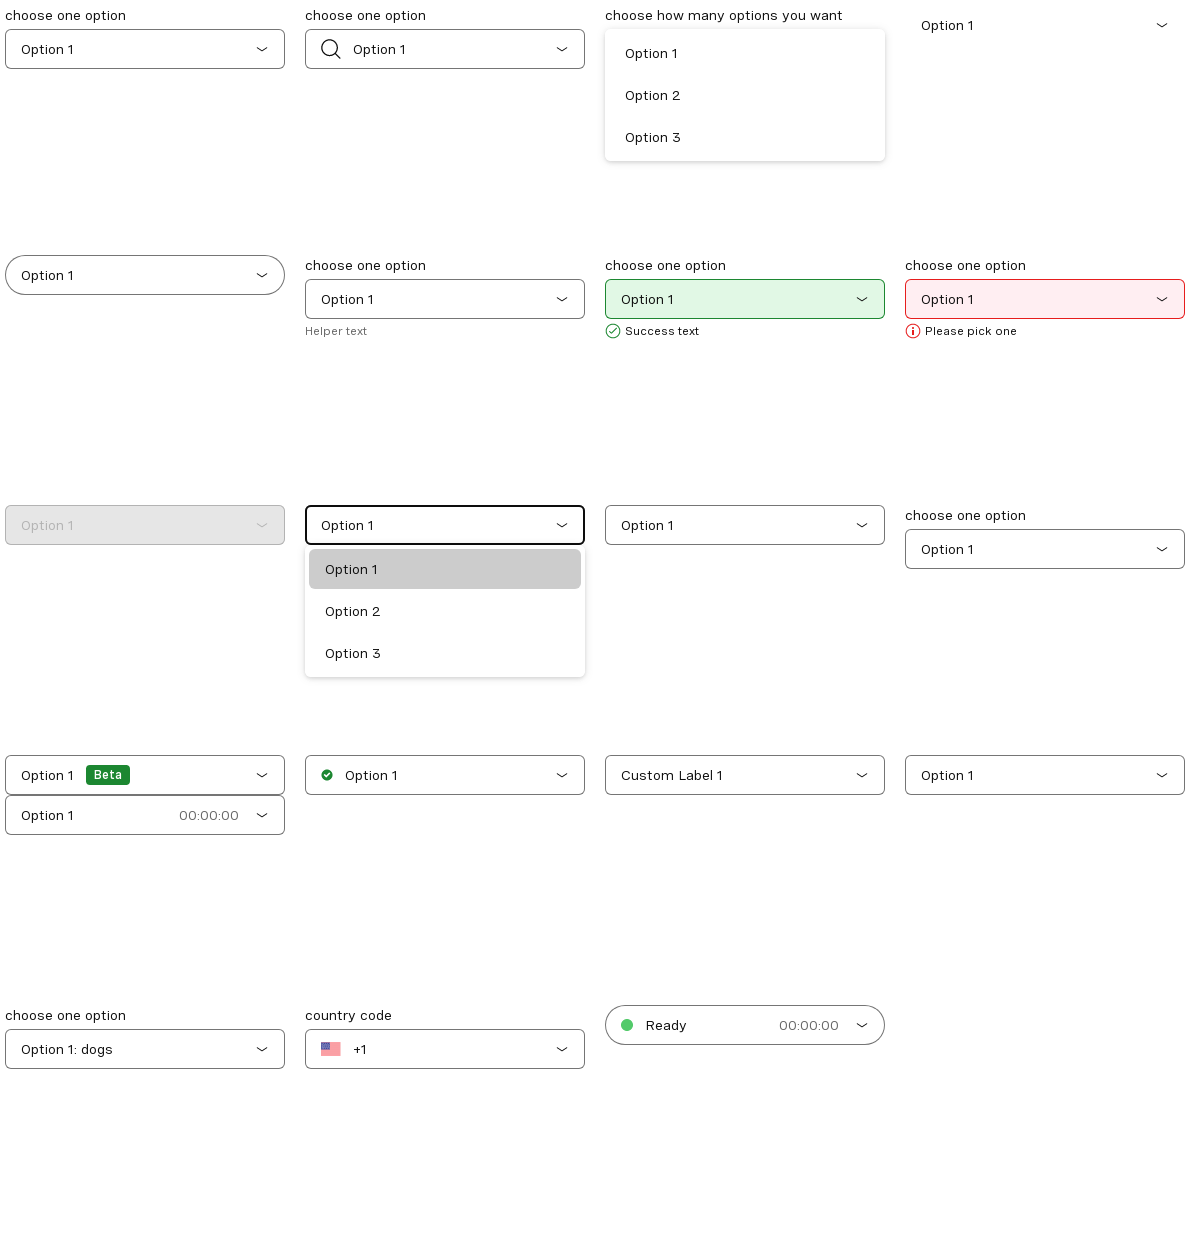 choose one option
Option 1
choose one option
Option 1
choose how many options you want
Option 1
Option 2
Option 3
Option 1
Option 1
choose one option
Option 1
Helper text
choose one option
Option 1
Success text
choose one option
Option 1
Please pick one
Option 1
Option 1
Option 1
Option 2
Option 3
Option 1
choose one option
Option 1
Option 1 Beta
Option 1 00:00:00
Option 1
Custom Label 1
Option 1
choose one option
Option 1: dogs
country code
+1
Ready 00:00:00